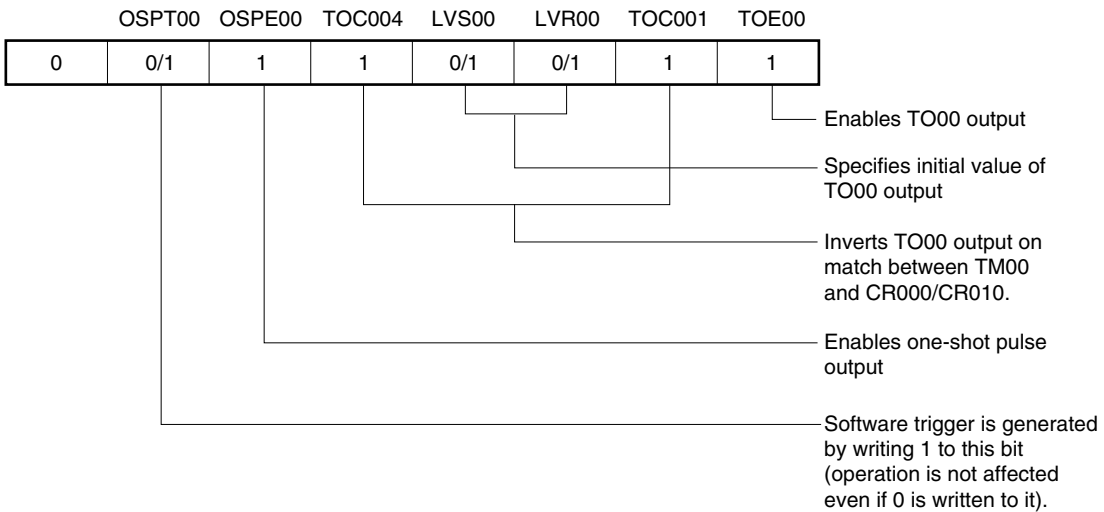 OSPT00 OSPE00 TOC004 LVS00 LVR00 TOC001 TOE00
0 0/1 1 1 0/1 0/1 1 1
Enables TO00 output
Specifies initial value of
TO00 output
Inverts TO00 output on
match between TM00
and CR000/CR010.
Enables one-shot pulse
output
Software trigger is generated
by writing 1 to this bit
(operation is not affected
even if 0 is written to it).